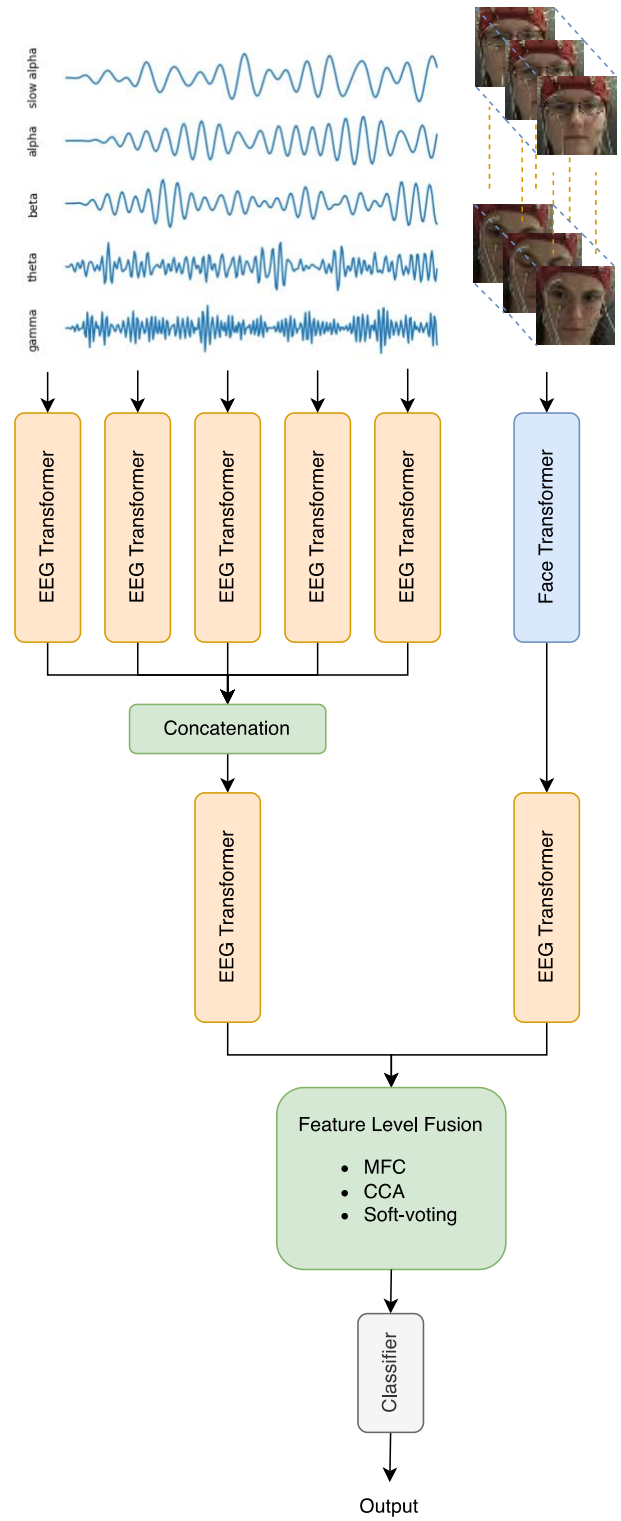 slow alpha
alpha
beta
theta
gamma
EEG Transformer
EEG Transformer
EEG Transformer
EEG Transformer
EEG Transformer
Face Transformer
Concatenation
EEG Transformer
EEG Transformer
Feature Level Fusion
• MFC
• CCA
• Soft-voting
Classifier
Output